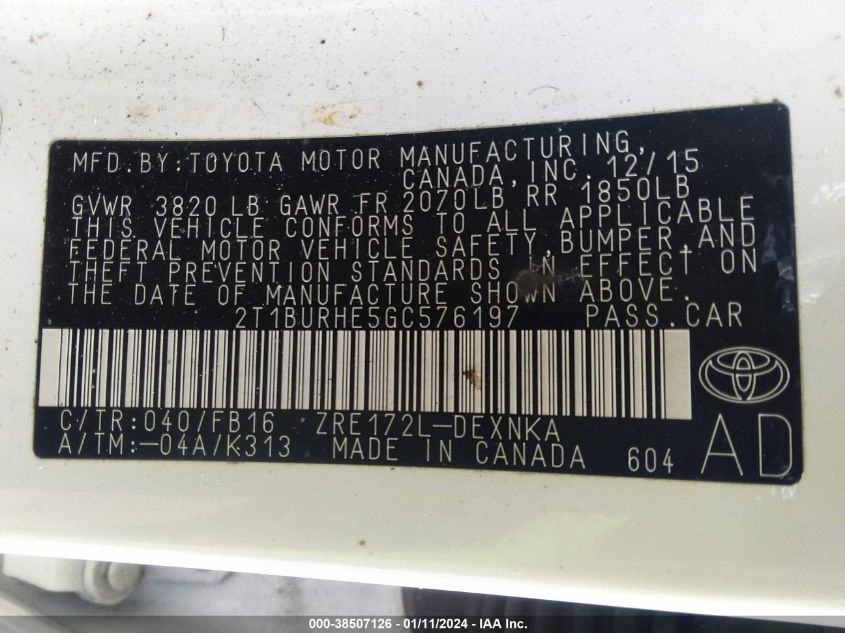 MFD. BY: TOYOTA MOTOR MANUFACTURING,
CANADA, INC. 12/15
GVWR 3820 LB GAWR FR 2070LB RR 1850LB
THIS VEHICLE CONFORMS TO ALL APPLICABLE
FEDERAL MOTOR VEHICLE SAFETY, BUMPER, AND
THEFT PREVENTION STANDARDS IN EFFECT ON
THE DATE OF MANUFACTURE SHOWN ABOVE.
2T1BURHE5GC576197 PASS.CAR
C/TR: 040/FB16 ZRE172L-DEXNKA
A/TM:-04A/K313 MADE IN CANADA 604 AD
000-38507126 - 01/11/2024 - IAA Inc.